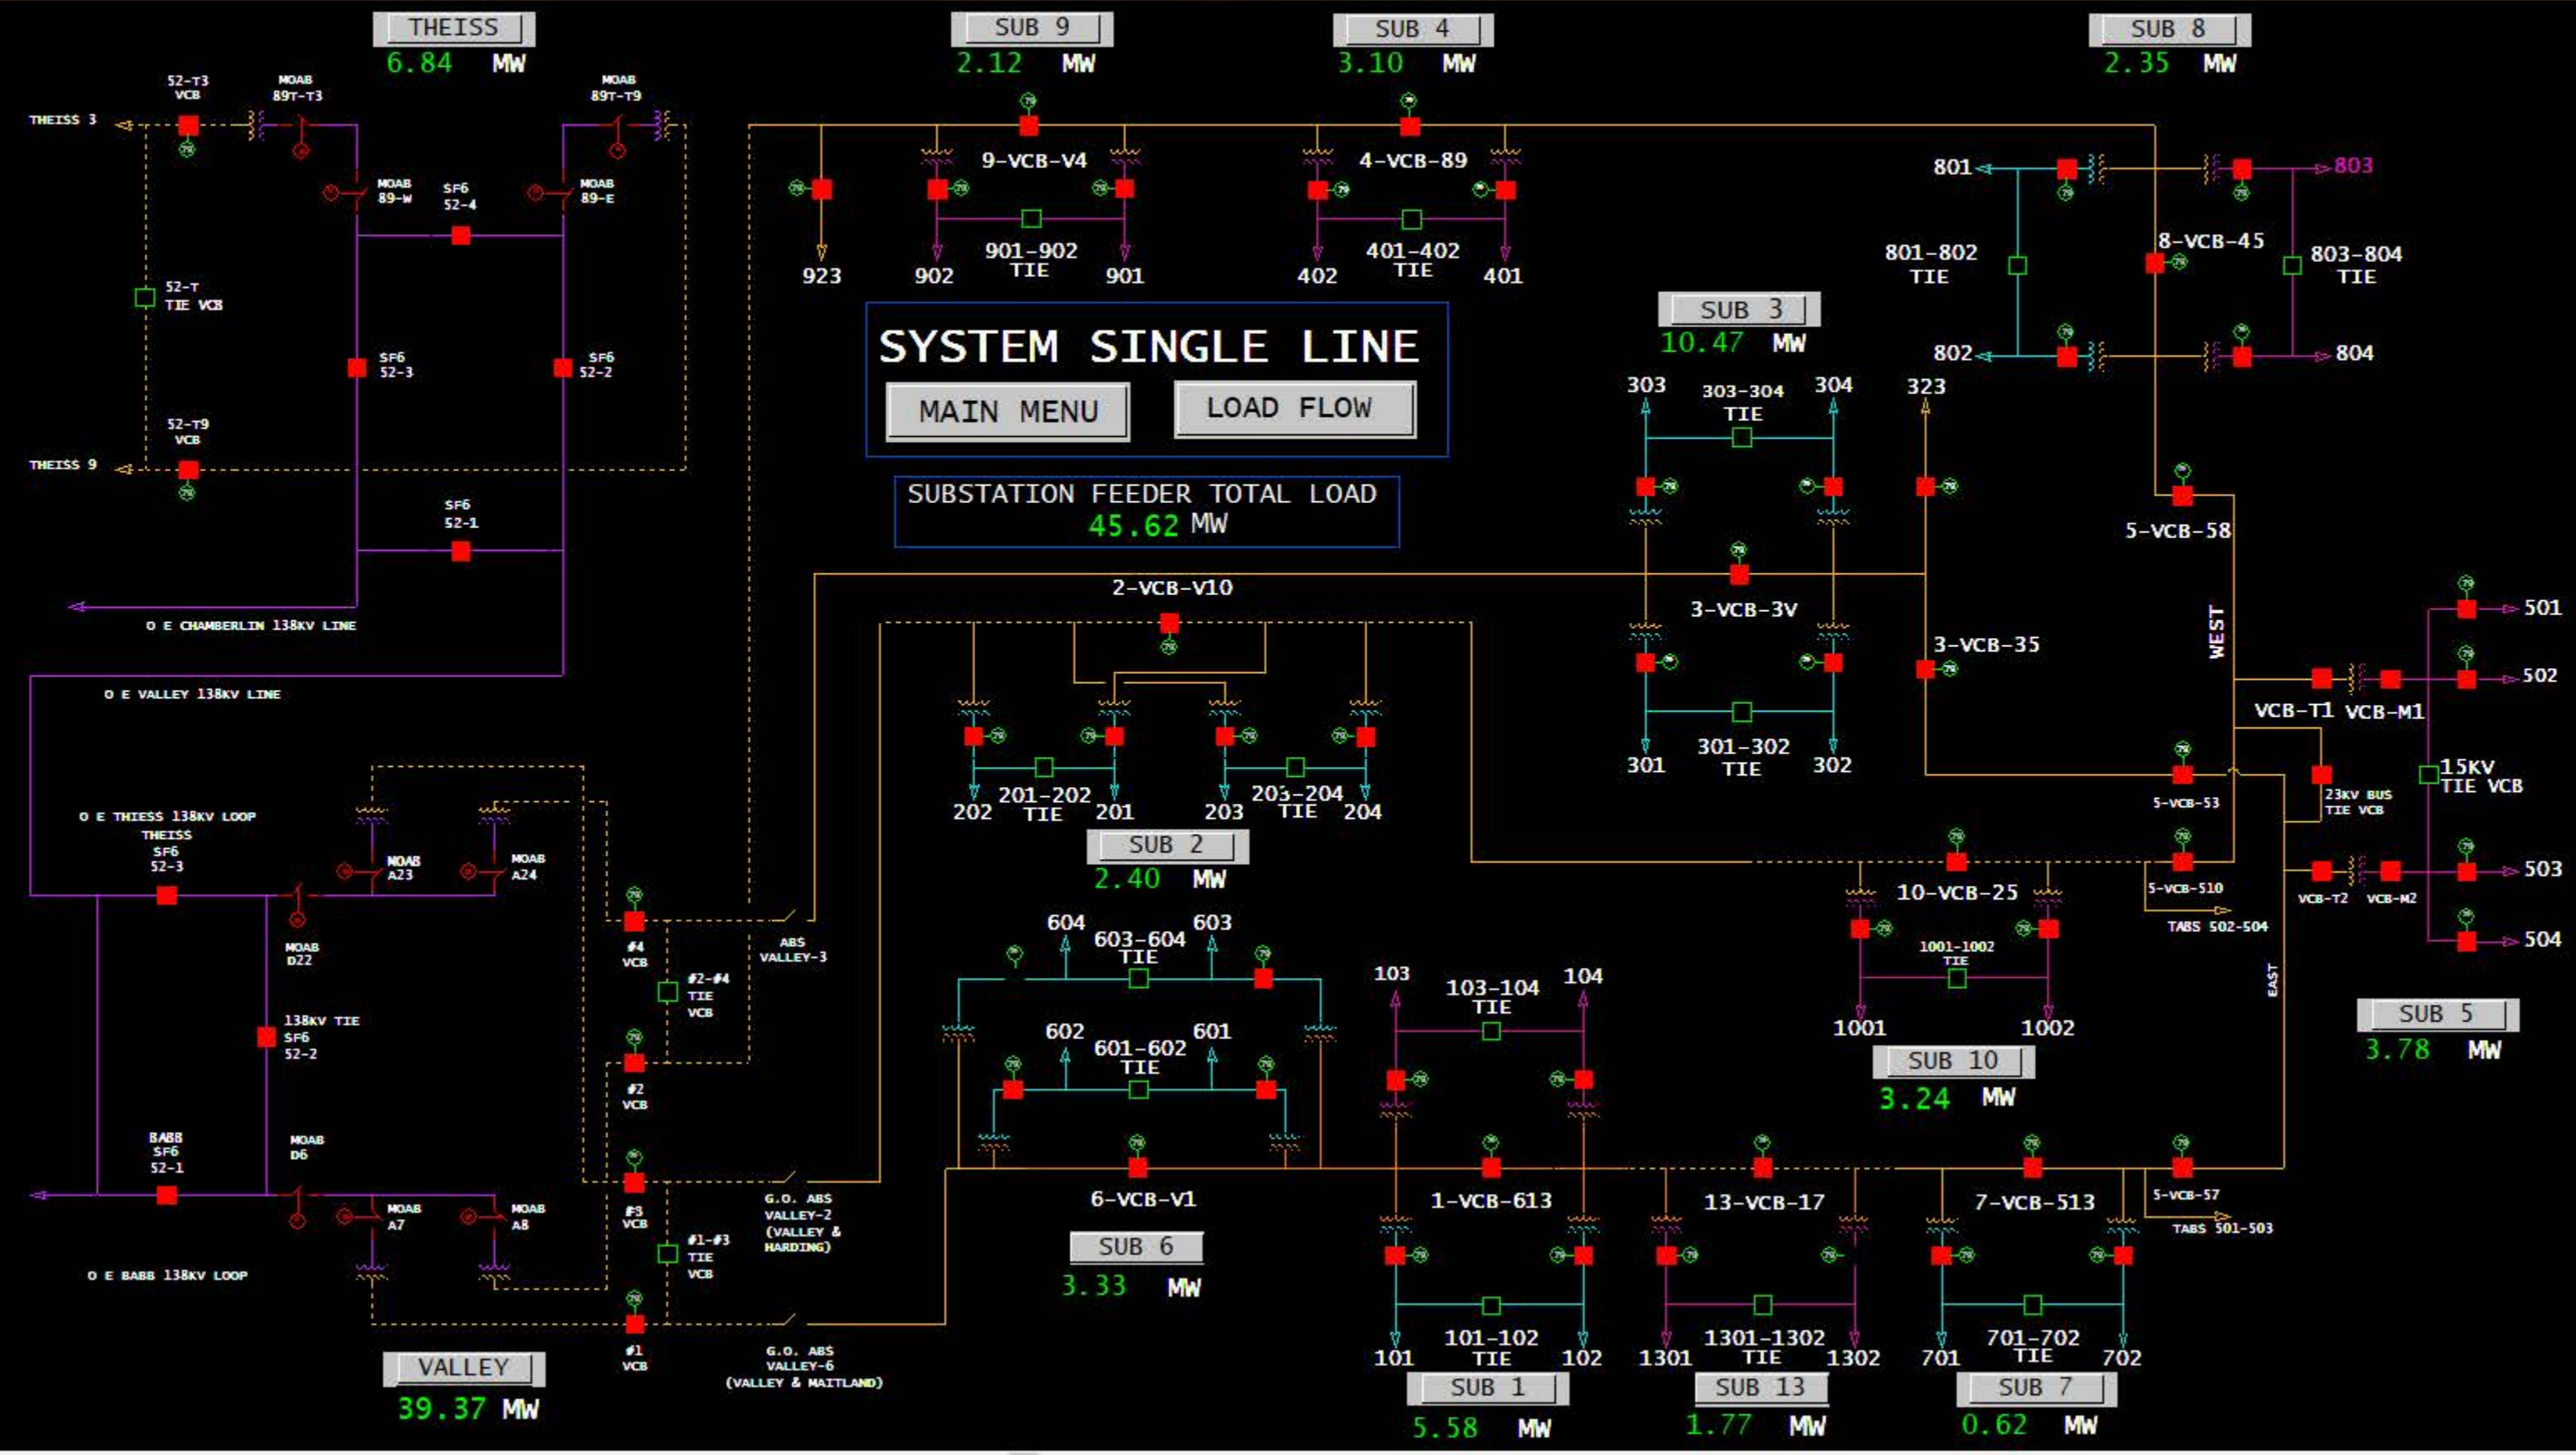 THEISS
6.84 MW
SUB 9
2.12 MW
SUB 4
3.10 MW
SUB 8
2.35 MW
52-T3
VCB
MOAB
89T-T3
MOAB
89T-T9
THEISS 3
MOAB
89-W
SF6
52-4
MOAB
89-E
52-T
TIE VCB
SF6
52-3
SF6
52-2
52-T9
VCB
THEISS 9
SF6
52-1
O E CHAMBERLIN 138KV LINE
O E VALLEY 138KV LINE
9-VCB-V4
901-902
TIE
923
902
901
4-VCB-89
401-402
TIE
402
401
801
803
8-VCB-45
801-802
TIE
803-804
TIE
802
804
SYSTEM SINGLE LINE
MAIN MENU
LOAD FLOW
SUBSTATION FEEDER TOTAL LOAD
45.62 MW
SUB 3
10.47 MW
303
303-304
TIE
304
323
3-VCB-3V
3-VCB-35
301-302
TIE
301
302
5-VCB-58
WEST
501
502
VCB-T1
VCB-M1
15KV
TIE VCB
23KV BUS
TIE VCB
5-VCB-53
5-VCB-510
TABS 502-504
VCB-T2
VCB-M2
503
504
EAST
SUB 5
3.78 MW
2-VCB-V10
201-202
TIE
202
201
203
203-204
TIE
204
SUB 2
2.40 MW
10-VCB-25
1001-1002
TIE
1001
1002
SUB 10
3.24 MW
O E THIESS 138KV LOOP
THEISS
SF6
52-3
MOAB
A23
MOAB
A24
MOAB
D22
138KV TIE
SF6
52-2
BABB
SF6
52-1
MOAB
D6
MOAB
A7
MOAB
A8
O E BABB 138KV LOOP
#4
VCB
#2-#4
TIE
VCB
#2
VCB
#3
VCB
#1-#3
TIE
VCB
#1
VCB
ABS
VALLEY-3
G.O. ABS
VALLEY-2
(VALLEY &
HARDING)
G.O. ABS
VALLEY-6
(VALLEY & MAITLAND)
VALLEY
39.37 MW
604
603-604
TIE
603
602
601-602
TIE
601
6-VCB-V1
SUB 6
3.33 MW
103
103-104
TIE
104
1-VCB-613
101-102
TIE
101
102
SUB 1
5.58 MW
13-VCB-17
1301-1302
TIE
1301
1302
SUB 13
1.77 MW
7-VCB-513
701-702
TIE
701
702
SUB 7
0.62 MW
5-VCB-57
TABS 501-503